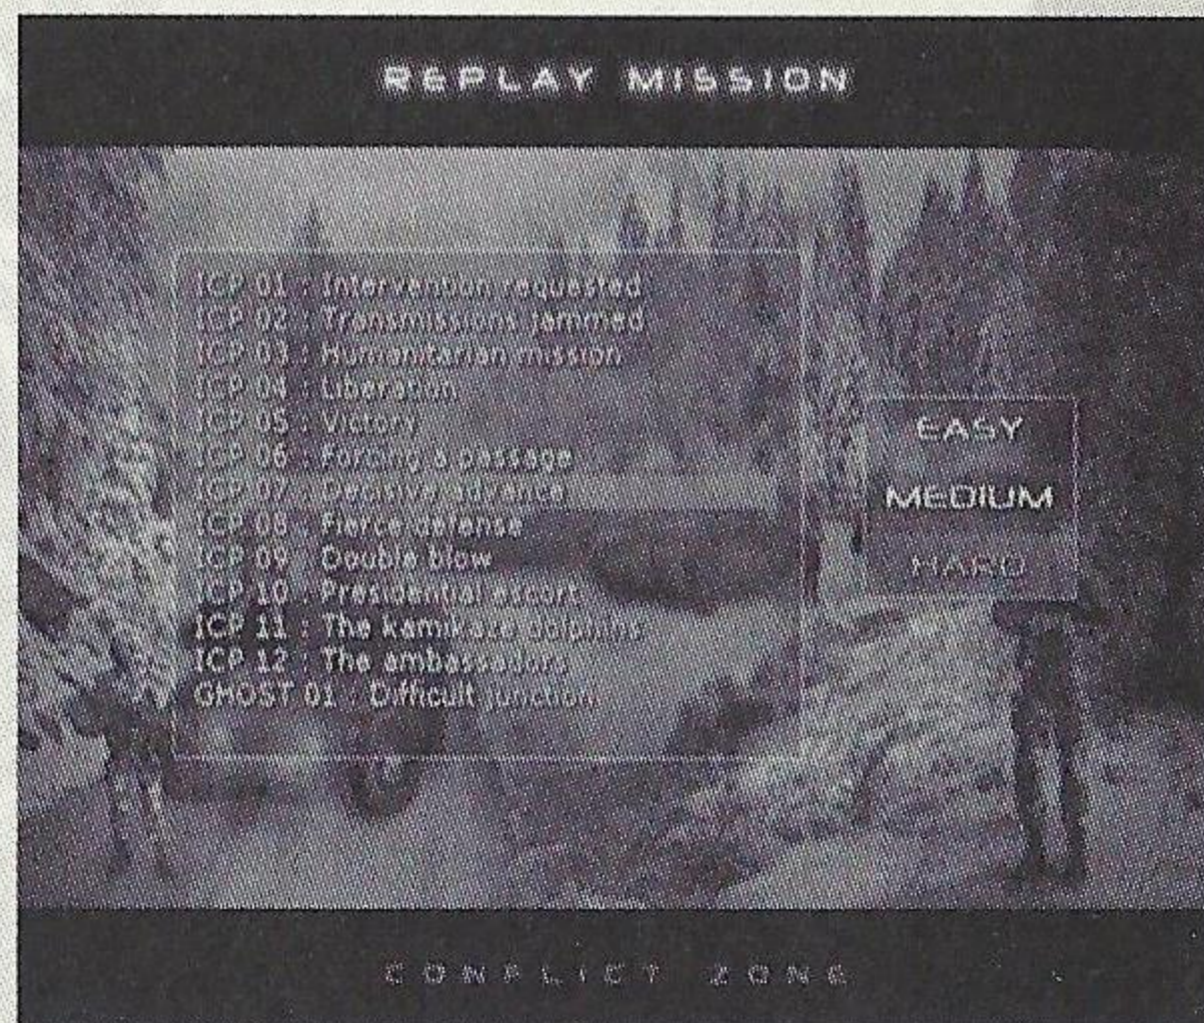 REPLAY MISSION
ICP 01 : Intervention requested
ICP 02 : Transmissions jammed
ICP 03 : Humanitarian mission
ICP 04 : Liberation
ICP 05 : Victory
ICP 06 : Forcing a passage
ICP 07 : Decisive advance
ICP 08 : Fierce defense
ICP 09 : Double blow
ICP 10 : Presidential escort
ICP 11 : The kamikaze dolphins
ICP 12 : The ambassadors
GHOST 01 : Difficult junction
EASY
MEDIUM
HARD
CONFLICT ZONE